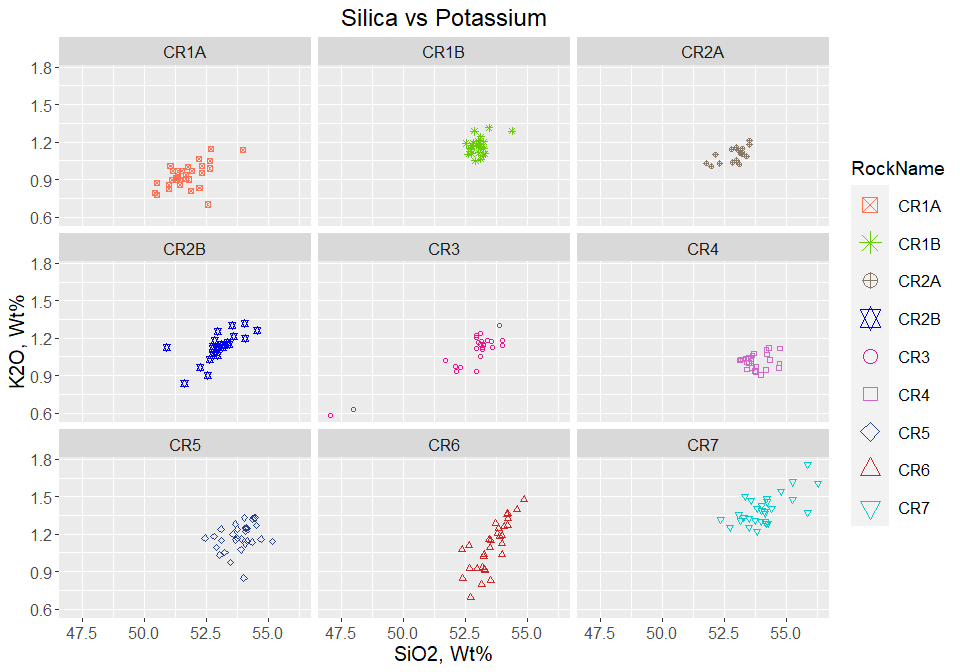 Silica vs Potassium
CR1A CR1B CR2A
1.8
1.5
1.2
0.9
0.6
CR2B CR3 CR4
1.8
1.5
1.2
0.9
0.6
CR5 CR6 CR7
1.8
1.5
1.2
0.9
0.6
47.5 50.0 52.5 55.0 47.5 50.0 52.5 55.0 47.5 50.0 52.5 55.0
SiO2, Wt%
K2O, Wt%
RockName
CR1A
CR1B
CR2A
CR2B
CR3
CR4
CR5
CR6
CR7